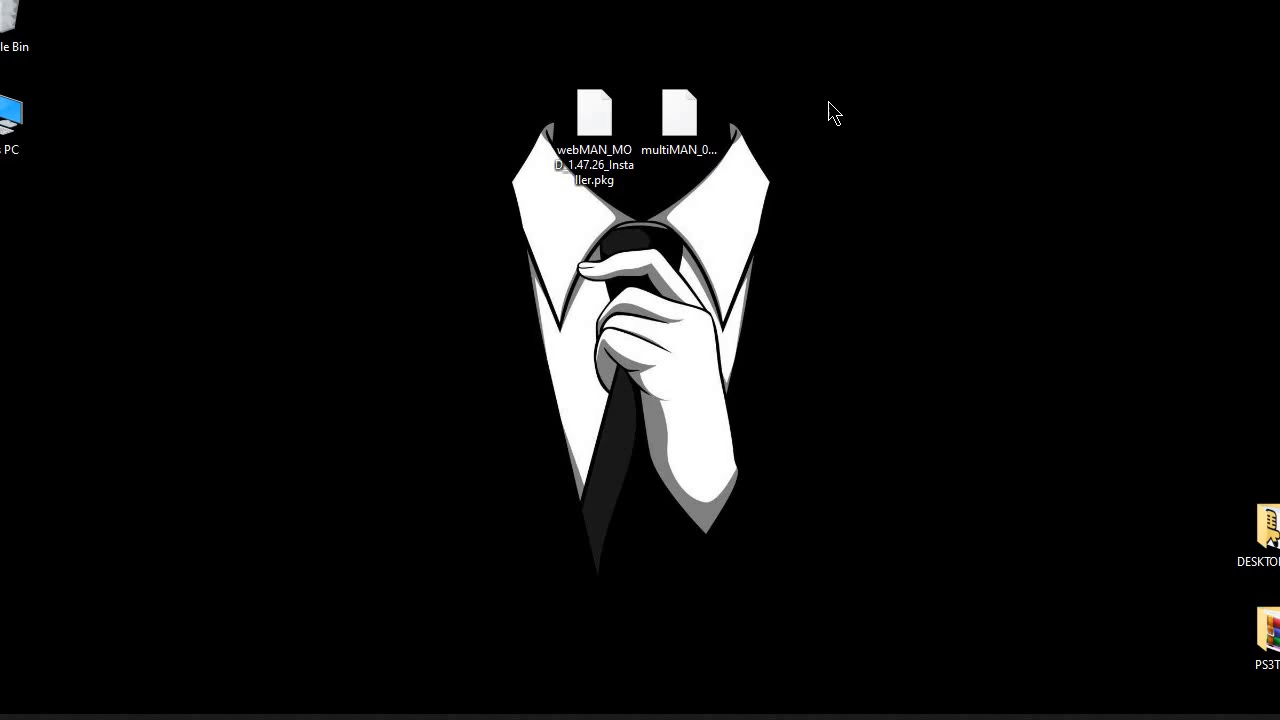 le Bin
PC
webMAN_MO
D_1.47.26_Insta
ller.pkg
multiMAN_0...
DESKTO
PS3T